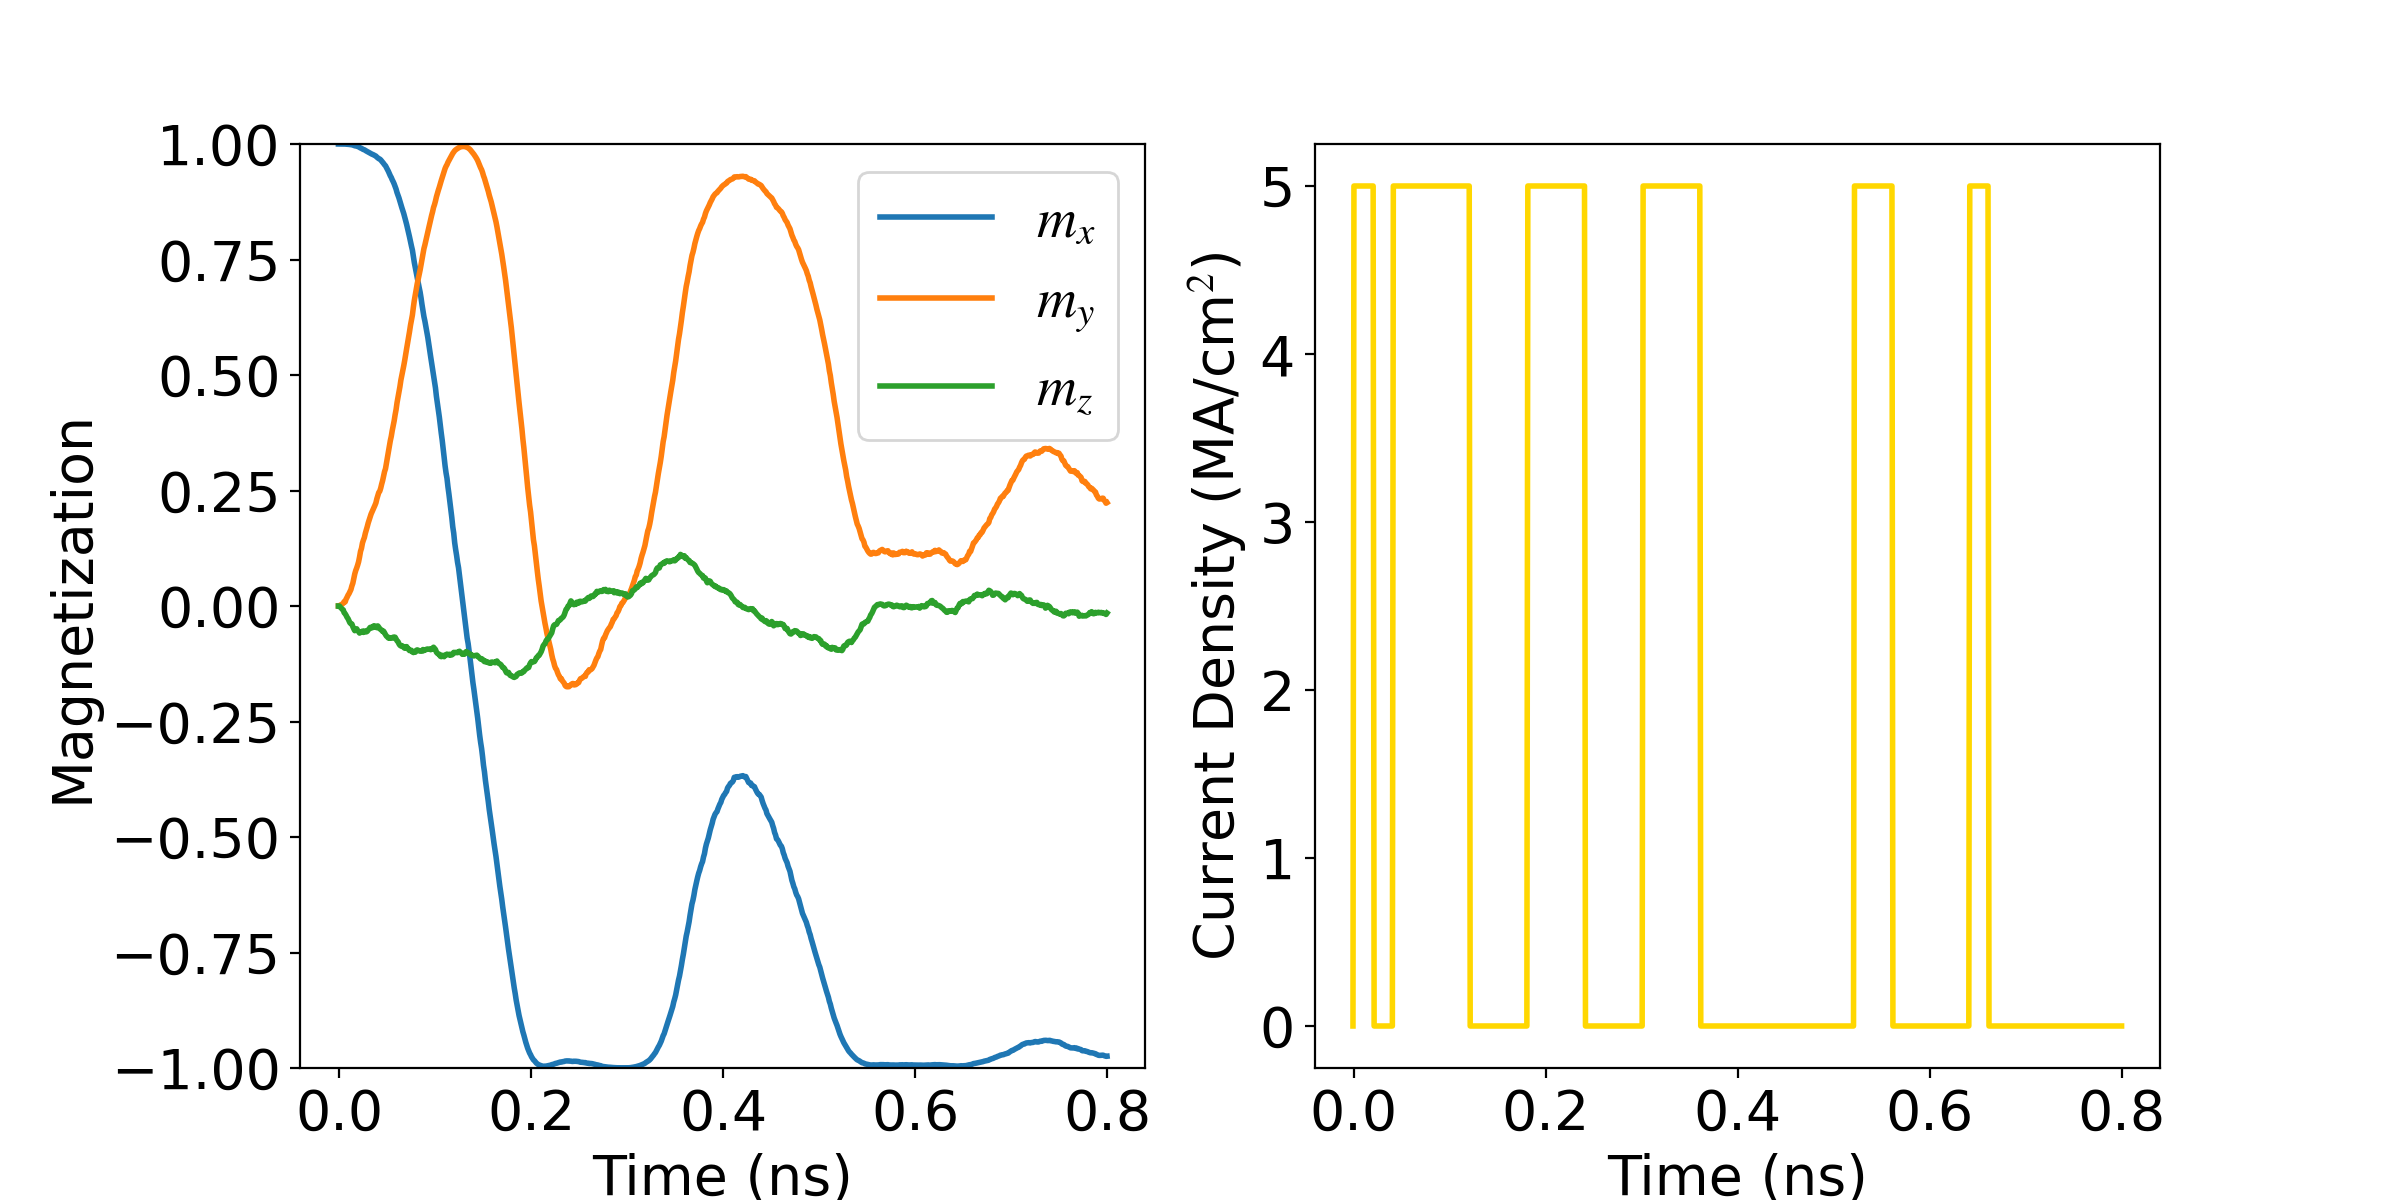 Magnetization
1.00
0.75
0.50
0.25
0.00
−0.25
−0.50
−0.75
−1.00
0.0 0.2 0.4 0.6 0.8
Time (ns)
m_x
m_y
m_z
Current Density (MA/cm²)
5
4
3
2
1
0
0.0 0.2 0.4 0.6 0.8
Time (ns)